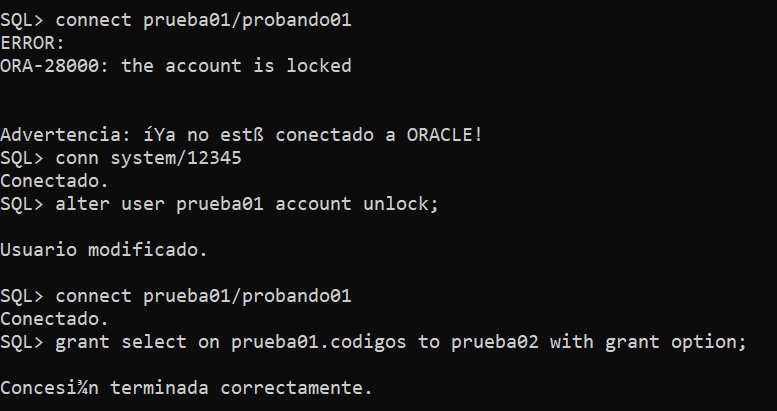 SQL> connect prueba01/probando01
ERROR:
ORA-28000: the account is locked
Advertencia: íYa no estß conectado a ORACLE!
SQL> conn system/12345
Conectado.
SQL> alter user prueba01 account unlock;
Usuario modificado.
SQL> connect prueba01/probando01
Conectado.
SQL> grant select on prueba01.codigos to prueba02 with grant option;
Concesi¾n terminada correctamente.